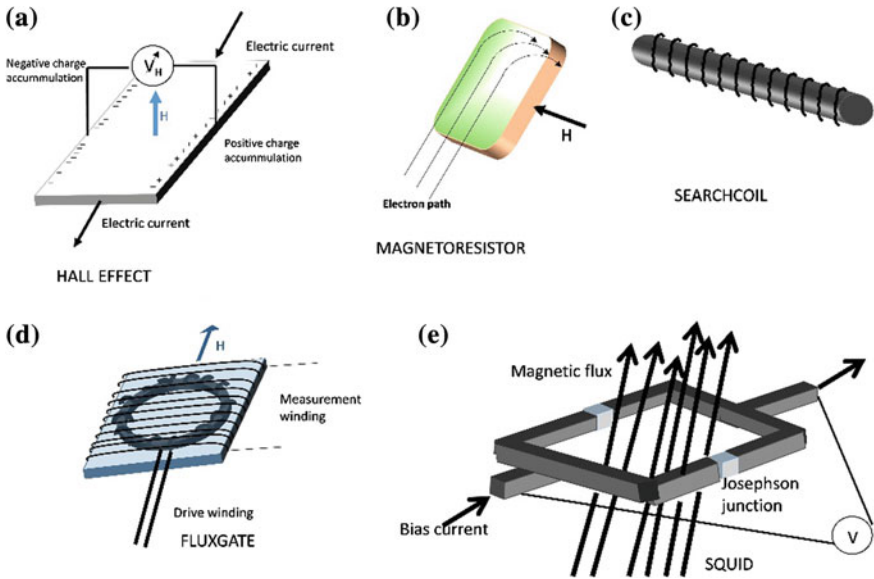 (a)
Electric current
Negative charge
accummulation
V_H
H
Positive charge
accummulation
Electric current
HALL EFFECT
(b)
H
Electron path
MAGNETORESISTOR
(c)
SEARCHCOIL
(d)
H
Measurement
winding
Drive winding
FLUXGATE
(e)
Magnetic flux
Josephson
junction
Bias current
V
SQUID